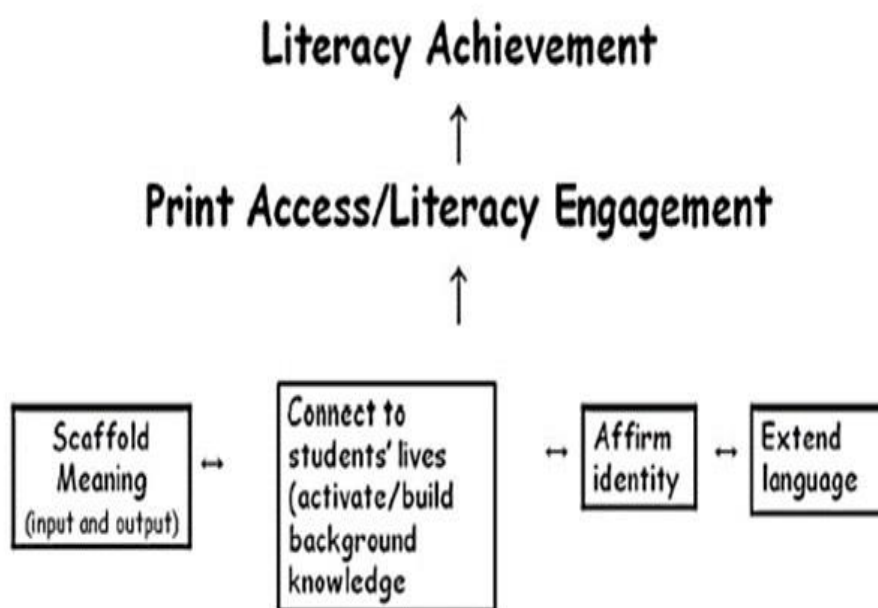 Literacy Achievement
↑
Print Access/Literacy Engagement
↑
Scaffold
Meaning
(input and output)
↔
Connect to
students' lives
(activate/build
background
knowledge
↔
Affirm
identity
↔
Extend
language